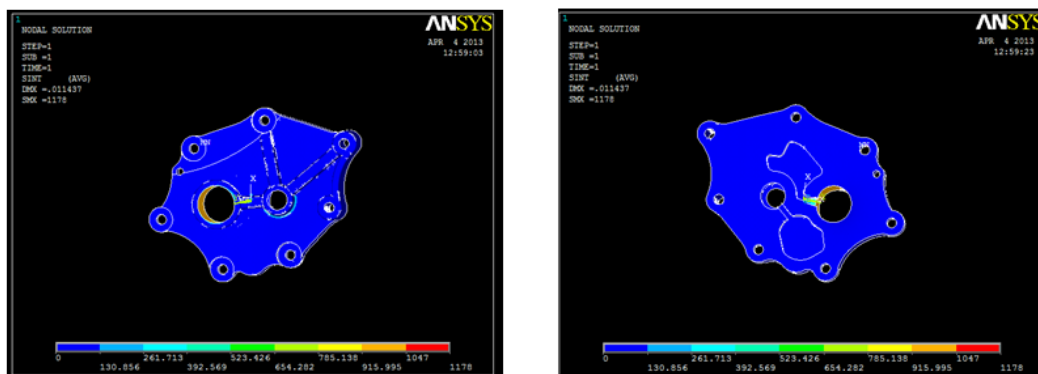 1
ANSYS
NODAL SOLUTION
APR 4 2013
12:59:03
STEP=1
SUB =1
TIME=1
SINT (AVG)
DMX =.011437
SMX =1178
MN
X
0 261.713 523.426 785.138 1047
130.856 392.569 654.282 915.995 1178
1
ANSYS
NODAL SOLUTION
APR 4 2013
12:59:23
STEP=1
SUB =1
TIME=1
SINT (AVG)
DMX =.011437
SMX =1178
MN
X
0 261.713 523.426 785.138 1047
130.856 392.569 654.282 915.995 1178